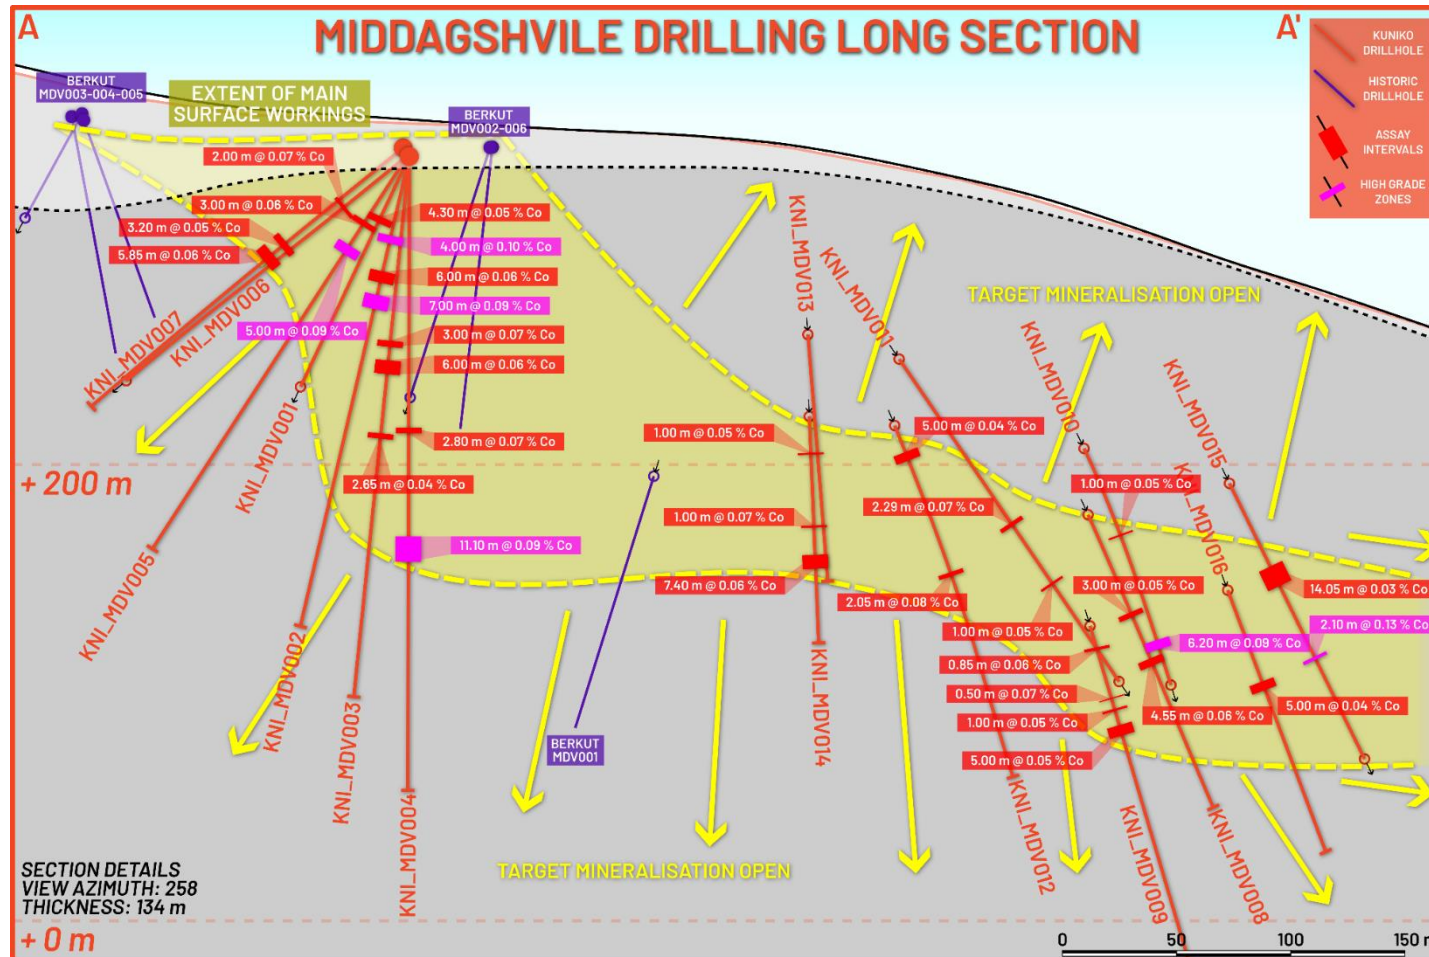 A
MIDDAGSHVILE DRILLING LONG SECTION
A'
KUNIKO
DRILLHOLE
HISTORIC
DRILLHOLE
ASSAY
INTERVALS
HIGH GRADE
ZONES
BERKUT
MDV003-004-005
EXTENT OF MAIN
SURFACE WORKINGS
BERKUT
MDV002-006
2.00 m @ 0.07 % Co
3.00 m @ 0.06 % Co
3.20 m @ 0.05 % Co
5.85 m @ 0.06 % Co
4.30 m @ 0.05 % Co
4.00 m @ 0.10 % Co
6.00 m @ 0.06 % Co
7.00 m @ 0.09 % Co
5.00 m @ 0.09 % Co
3.00 m @ 0.07 % Co
6.00 m @ 0.06 % Co
2.80 m @ 0.07 % Co
2.65 m @ 0.04 % Co
11.10 m @ 0.09 % Co
KNI_MDV007
KNI_MDV006
KNI_MDV001
KNI_MDV005
KNI_MDV002
KNI_MDV003
KNI_MDV004
BERKUT
MDV001
KNI_MDV013
KNI_MDV011
TARGET MINERALISATION OPEN
KNI_MDV010
KNI_MDV015
KNI_MDV016
1.00 m @ 0.05 % Co
5.00 m @ 0.04 % Co
1.00 m @ 0.05 % Co
1.00 m @ 0.07 % Co
2.29 m @ 0.07 % Co
7.40 m @ 0.06 % Co
2.05 m @ 0.08 % Co
3.00 m @ 0.05 % Co
14.05 m @ 0.03 % Co
2.10 m @ 0.13 % Co
1.00 m @ 0.05 % Co
6.20 m @ 0.09 % Co
0.85 m @ 0.06 % Co
0.50 m @ 0.07 % Co
1.00 m @ 0.05 % Co
4.55 m @ 0.06 % Co
5.00 m @ 0.04 % Co
5.00 m @ 0.05 % Co
KNI_MDV014
KNI_MDV012
KNI_MDV009
KNI_MDV008
TARGET MINERALISATION OPEN
+ 200 m
SECTION DETAILS
VIEW AZIMUTH: 258
THICKNESS: 134 m
+ 0 m
0 50 100 150 m